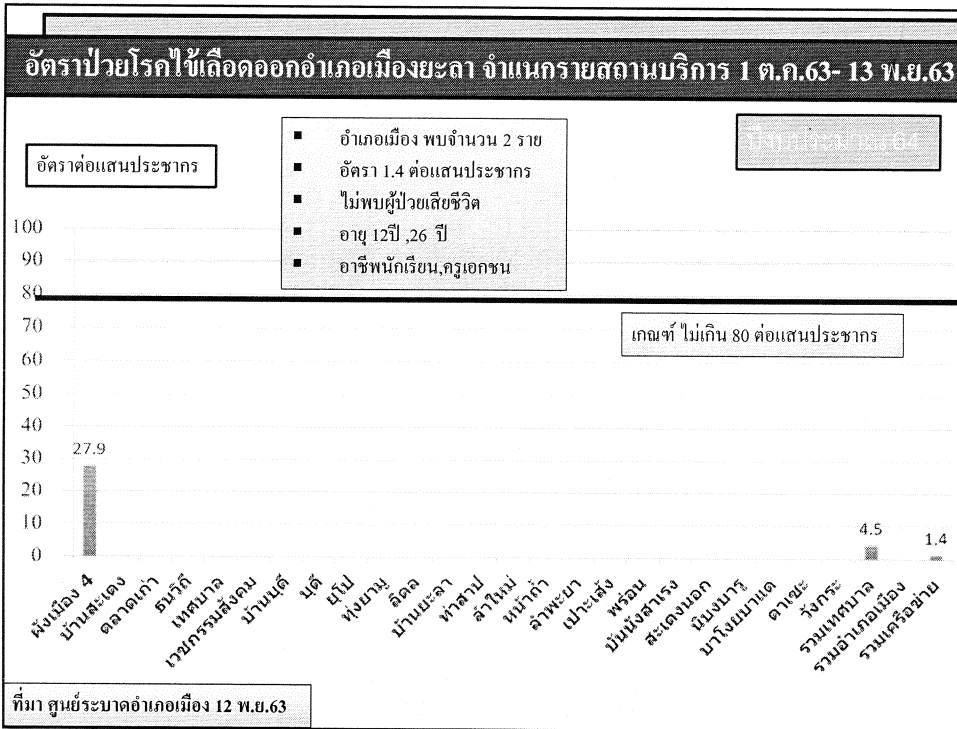 อัตราป่วยโรคไข้เลือดออกอำเภอเมืองยะลา จำแนกรายสถานบริการ 1 ต.ค.63- 13 พ.ย.63
ปีงบประมาณ 64
อัตราต่อแสนประชากร
▪ อำเภอเมือง พบจำนวน 2 ราย
▪ อัตรา 1.4 ต่อแสนประชากร
▪ ไม่พบผู้ป่วยเสียชีวิต
▪ อายุ 12ปี ,26 ปี
▪ อาชีพนักเรียน,ครูเอกชน
เกณฑ์ ไม่เกิน 80 ต่อแสนประชากร
100
90
80
70
60
50
40
30
20
10
0
27.9
4.5
1.4
ผังเมือง 4
บ้านสะเตง
ตลาดเก่า
ธนวิถี
เทศบาล
เวชกรรมสังคม
บ้านบุดี
บุดี
ยุโป
ทุ่งยามู
ลิดล
บ้านยะลา
ท่าสาป
ลำใหม่
หน้าถ้ำ
ลำพะยา
เปาะเส้ง
พร่อน
บันนังสาเรง
สะเตงนอก
นิบงบารู
บาโงยบาแด
ตาเซะ
วังกระ
รวมเทศบาล
รวมอำเภอเมือง
รวมเครือข่าย
ที่มา ศูนย์ระบาดอำเภอเมือง 12 พ.ย.63